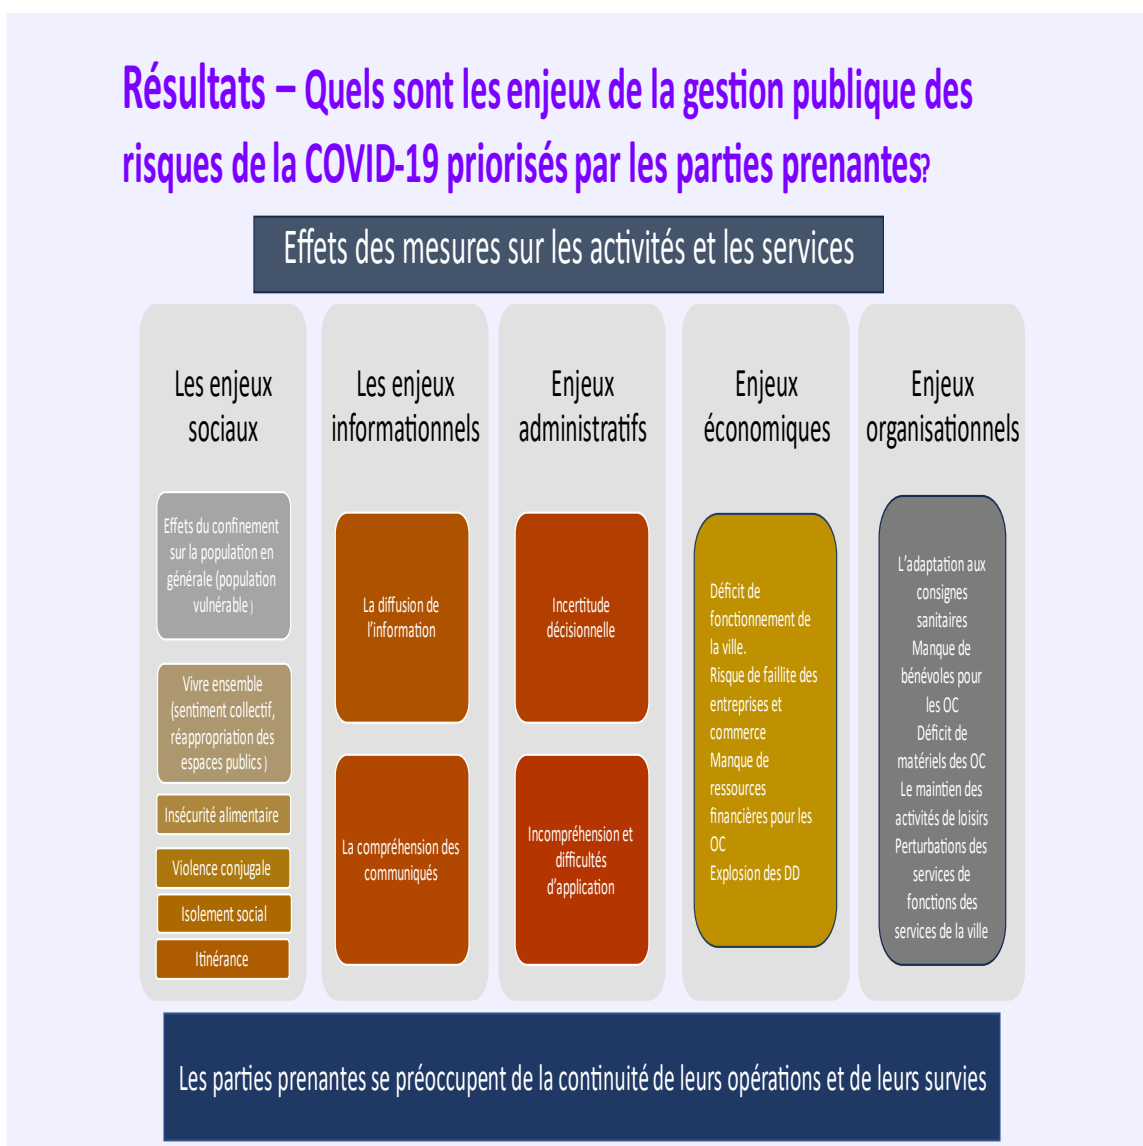 Résultats – Quels sont les enjeux de la gestion publique des
risques de la COVID-19 priorisés par les parties prenantes?
Effets des mesures sur les activités et les services
Les enjeux
sociaux
Effets du confinement
sur la population en
générale (population
vulnérable )
Vivre ensemble
(sentiment collectif,
réappropriation des
espaces publics )
Insécurité alimentaire
Violence conjugale
Isolement social
Itinérance
Les enjeux
informationnels
La diffusion de
l'information
La compréhension des
communiqués
Enjeux
administratifs
Incertitude
décisionnelle
Incompréhension et
difficultés
d'application
Enjeux
économiques
Déficit de
fonctionnement de
la ville.
Risque de faillite des
entreprises et
commerce
Manque de
ressources
financières pour les
OC
Explosion des DD
Enjeux
organisationnels
L'adaptation aux
consignes
sanitaires
Manque de
bénévoles pour
les OC
Déficit de
matériels des OC
Le maintien des
activités de loisirs
Perturbations des
services de
fonctions des
services de la ville
Les parties prenantes se préoccupent de la continuité de leurs opérations et de leurs survies